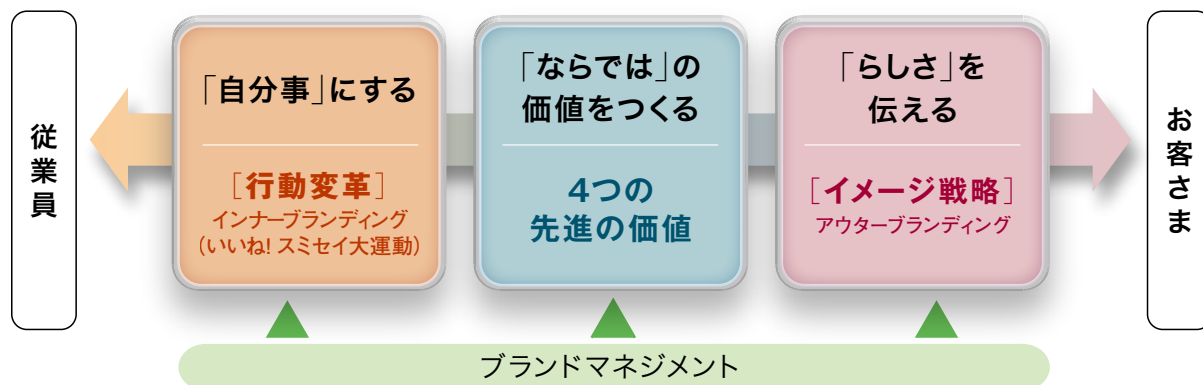 従業員
「自分事」にする
[行動変革]
インナーブランディング
(いいね! スミセイ大運動)
「ならでは」の
価値をつくる
4つの
先進の価値
「らしさ」を
伝える
[イメージ戦略]
アウターブランディング
お客さま
ブランドマネジメント